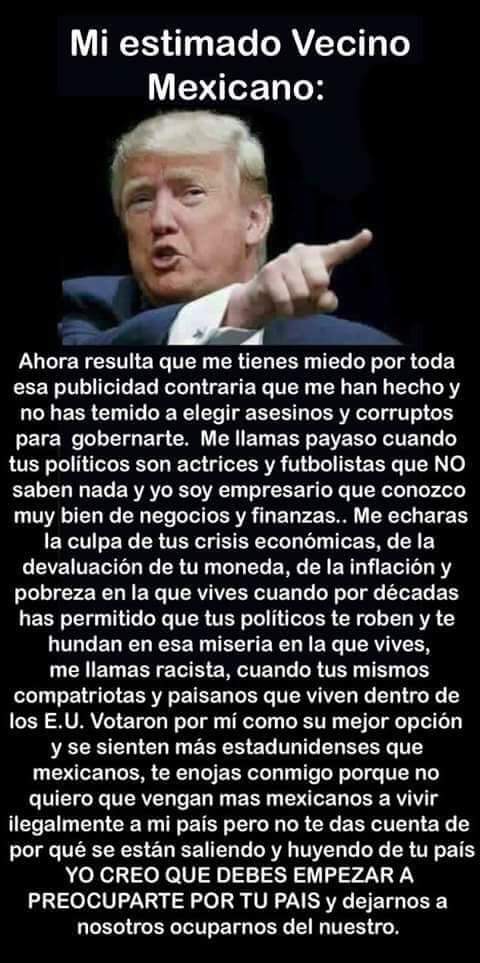 Mi estimado Vecino
Mexicano:
Ahora resulta que me tienes miedo por toda
esa publicidad contraria que me han hecho y
no has temido a elegir asesinos y corruptos
para gobernarte. Me llamas payaso cuando
tus políticos son actrices y futbolistas que NO
saben nada y yo soy empresario que conozco
muy bien de negocios y finanzas.. Me echaras
la culpa de tus crisis económicas, de la
devaluación de tu moneda, de la inflación y
pobreza en la que vives cuando por décadas
has permitido que tus políticos te roben y te
hundan en esa miseria en la que vives,
me llamas racista, cuando tus mismos
compatriotas y paisanos que viven dentro de
los E.U. Votaron por mí como su mejor opción
y se sienten más estadunidenses que
mexicanos, te enojas conmigo porque no
quiero que vengan mas mexicanos a vivir
ilegalmente a mi país pero no te das cuenta de
por qué se están saliendo y huyendo de tu país
YO CREO QUE DEBES EMPEZAR A
PREOCUPARTE POR TU PAIS y dejarnos a
nosotros ocuparnos del nuestro.